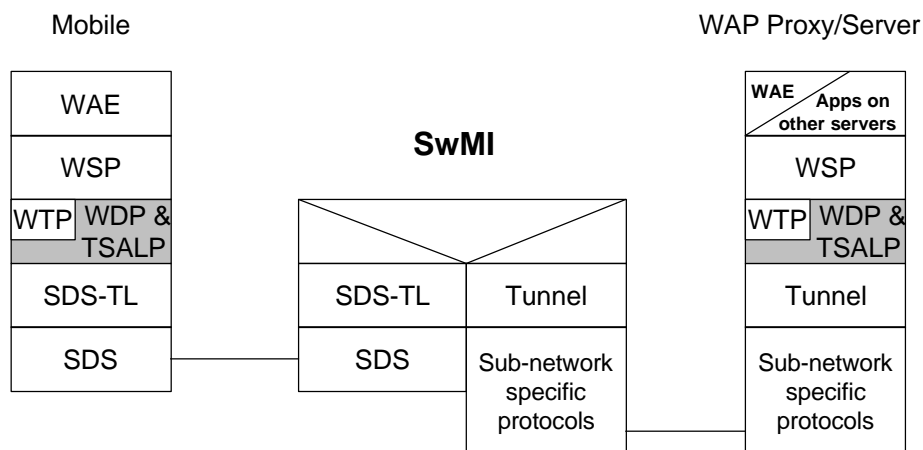 Mobile
WAP Proxy/Server
SwMI
WAE
WSP
WTP
WDP &
TSALP
SDS-TL
SDS
SDS-TL
SDS
Tunnel
Sub-network
specific
protocols
WAE
Apps on
other servers
WSP
WTP
WDP &
TSALP
Tunnel
Sub-network
specific
protocols